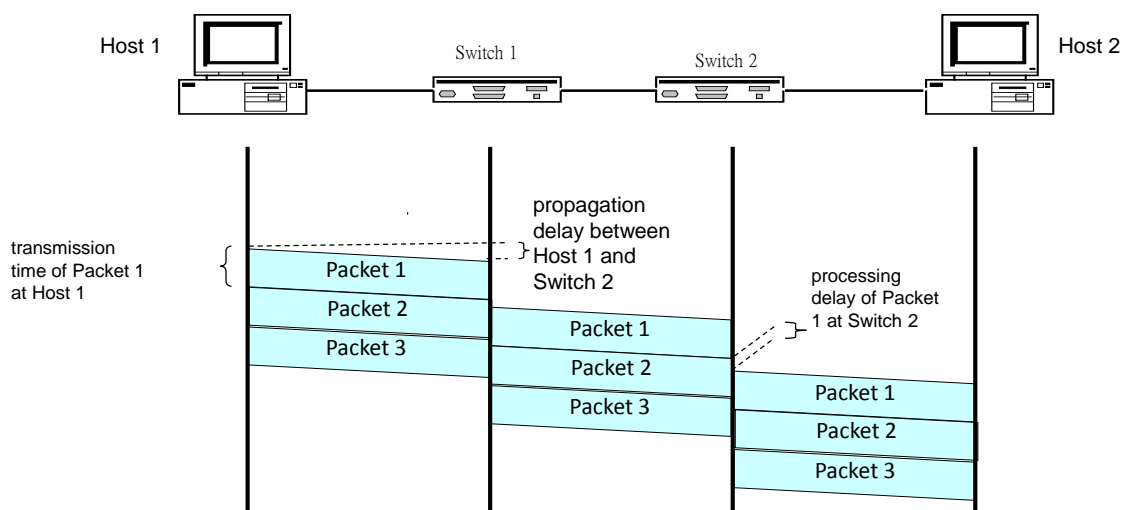 Host 1
Switch 1
Switch 2
Host 2
transmission
time of Packet 1
at Host 1
propagation
delay between
Host 1 and
Switch 2
processing
delay of Packet
1 at Switch 2
Packet 1
Packet 2
Packet 3
Packet 1
Packet 2
Packet 3
Packet 1
Packet 2
Packet 3